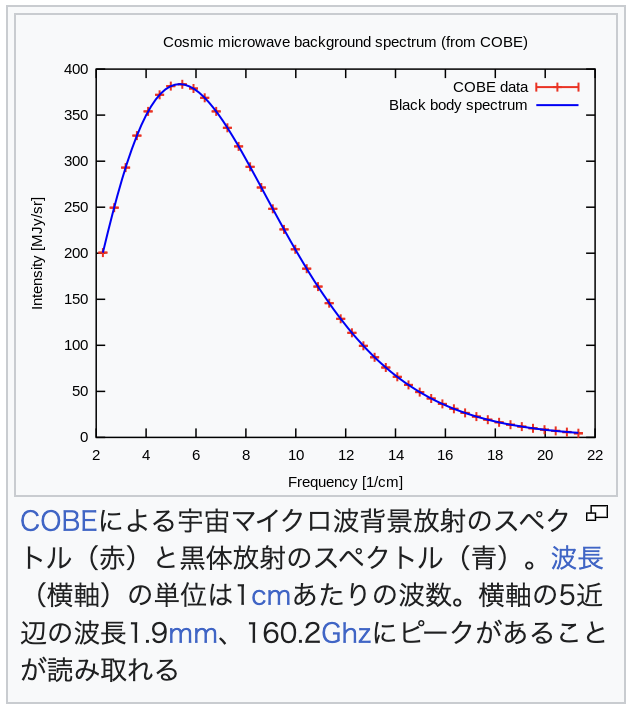 Cosmic microwave background spectrum (from COBE)
400
350
300
250
200
150
100
50
0
Intensity [MJy/sr]
COBE data
Black body spectrum
2 4 6 8 10 12 14 16 18 20 22
Frequency [1/cm]
COBEによる宇宙マイクロ波背景放射のスペク
トル（赤）と黒体放射のスペクトル（青）。波長
（横軸）の単位は1cmあたりの波数。横軸の5近
辺の波長1.9mm、160.2Ghzにピークがあること
が読み取れる